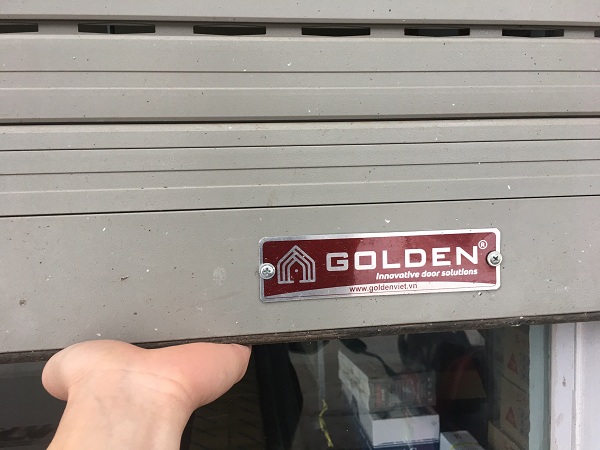 GOLDEN®
Innovative door solutions
www.goldenviet.vn